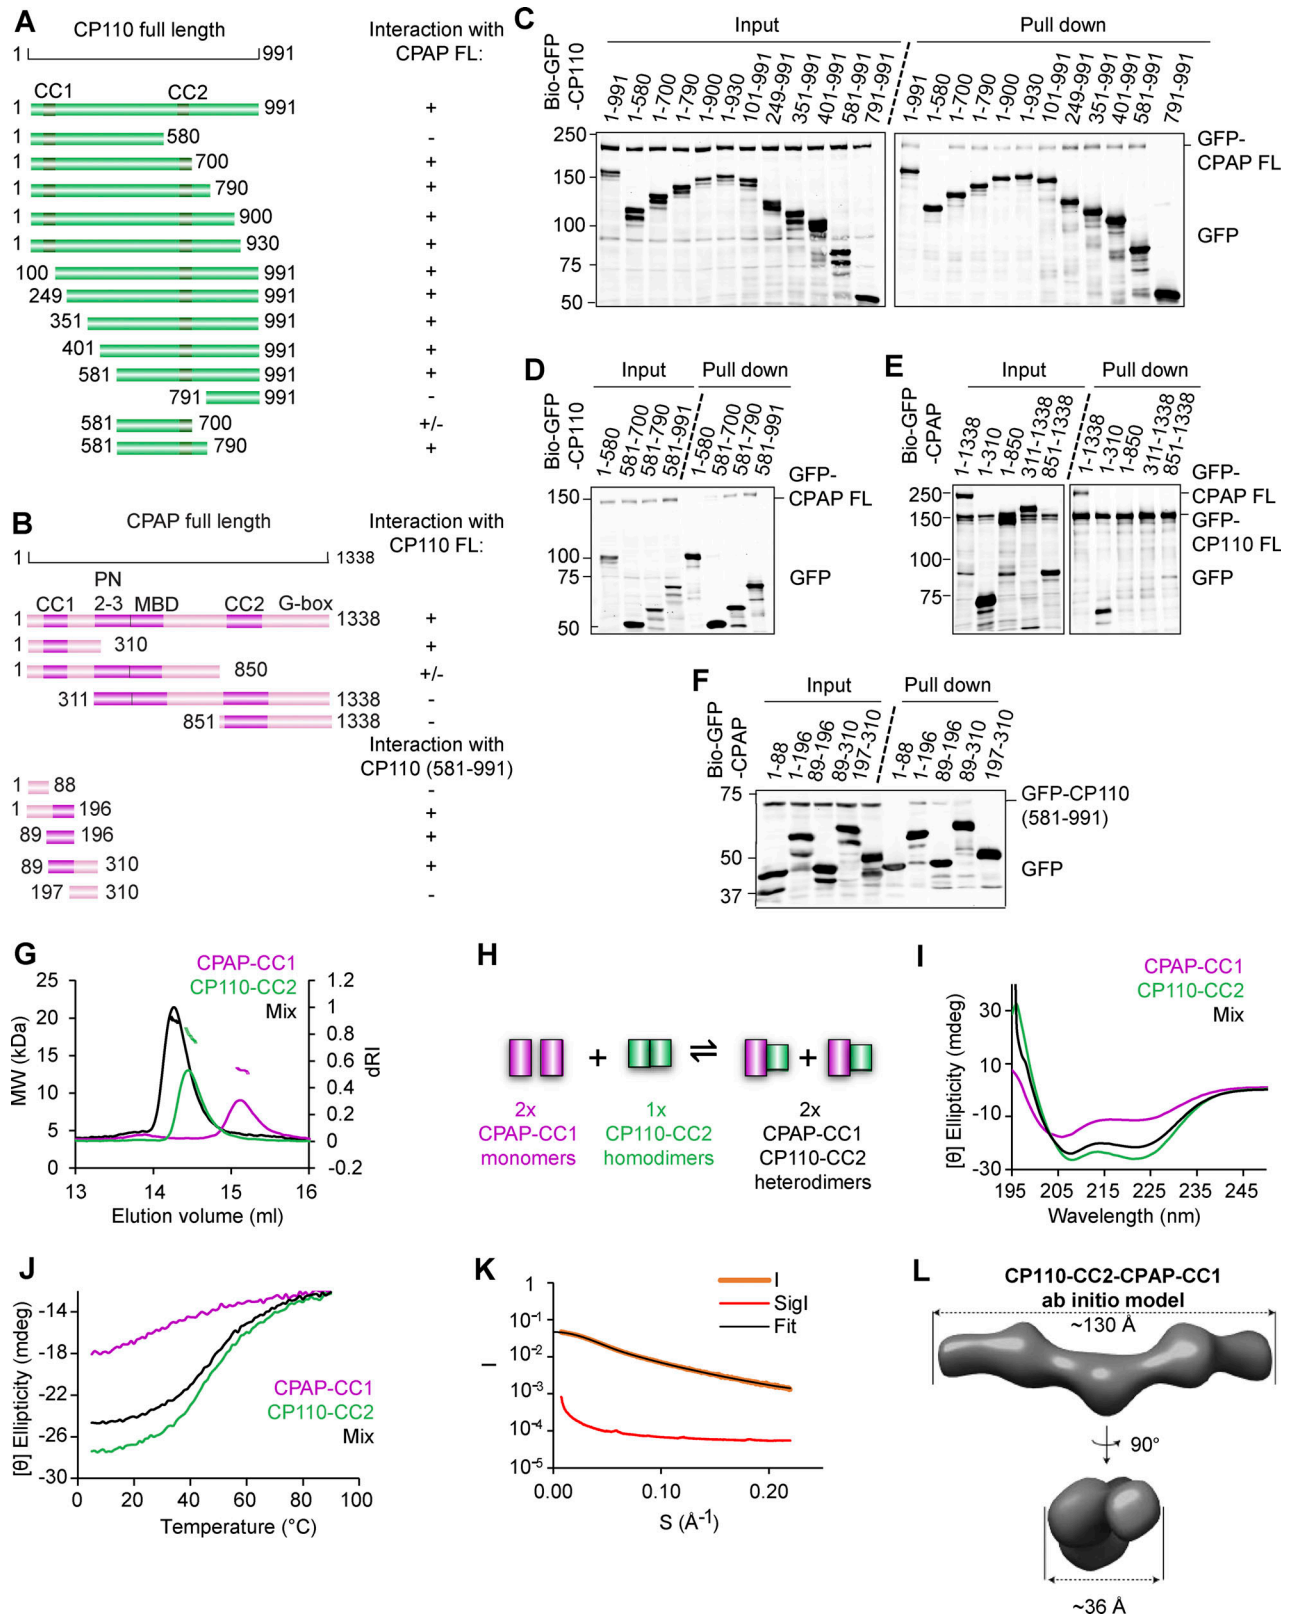 A
CP110 full length
Interaction with
CPAP FL:
1 991
CC1 CC2
1 991 +
1 580 -
1 700 +
1 790 +
1 900 +
1 930 +
100 991 +
249 991 +
351 991 +
401 991 +
581 991 +
791 991 -
581 700 +/-
581 790 +
B
CPAP full length
Interaction with
CP110 FL:
1 1338
PN
CC1 2-3 MBD CC2 G-box
1 1338 +
1 310 +
1 850 +/-
311 1338 -
851 1338 -
Interaction with
CP110 (581-991)
1 88 -
1 196 +
89 196 +
89 310 +
197 310 -
C
Input Pull down
Bio-GFP
-CP110
1-991 1-580 1-700 1-790 1-900 1-930 101-991 249-991 351-991 401-991 581-991 791-991
1-991 1-580 1-700 1-790 1-900 1-930 101-991 249-991 351-991 401-991 581-991 791-991
250
150
100
75
50
GFP-
CPAP FL
GFP
D
Input Pull down
Bio-GFP
-CP110
1-580 581-700 581-790 581-991
1-580 581-700 581-790 581-991
150
100
75
50
GFP-
CPAP FL
GFP
E
Input Pull down
Bio-GFP
-CPAP
1-1338 1-310 1-850 311-1338 851-1338
1-1338 1-310 1-850 311-1338 851-1338
250
150
100
75
GFP-
CPAP FL
GFP-
CP110 FL
GFP
F
Input Pull down
Bio-GFP
-CPAP
1-88 1-196 89-196 89-310 197-310
1-88 1-196 89-196 89-310 197-310
75
50
37
GFP-CP110
(581-991)
GFP
G
CPAP-CC1
CP110-CC2
Mix
MW (kDa)
25
20
15
10
5
0
dRI
1.2
1
0.8
0.6
0.4
0.2
0
-0.2
13 14 15 16
Elution volume (ml)
H
+ ⇌ +
2x
CPAP-CC1
monomers
1x
CP110-CC2
homodimers
2x
CPAP-CC1
CP110-CC2
heterodimers
I
CPAP-CC1
CP110-CC2
Mix
[θ] Ellipticity (mdeg)
30
10
-10
-30
195 205 215 225 235 245
Wavelength (nm)
J
[θ] Ellipticity (mdeg)
-14
-18
-22
-26
-30
CPAP-CC1
CP110-CC2
Mix
0 20 40 60 80 100
Temperature (°C)
K
I
SigI
Fit
I
1
10⁻¹
10⁻²
10⁻³
10⁻⁴
10⁻⁵
0.00 0.10 0.20
S (Å⁻¹)
L
CP110-CC2-CPAP-CC1
ab initio model
~130 Å
90°
~36 Å